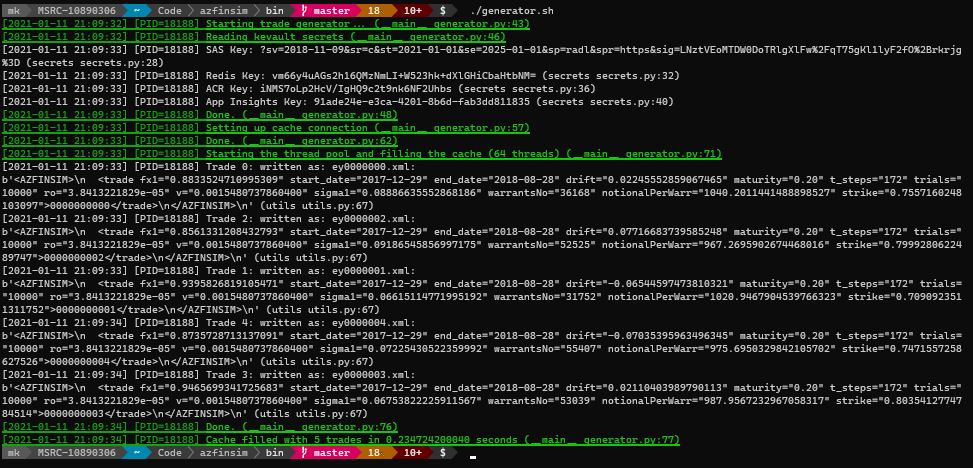 mk MSRC-10890306 ~ Code azfinsim bin master 18 10+ $ ./generator.sh
[2021-01-11 21:09:32] [PID=18188] Starting trade generator... (__main__ generator.py:43)
[2021-01-11 21:09:33] [PID=18188] Reading kevault secrets (__main__ generator.py:46)
[2021-01-11 21:09:33] [PID=18188] SAS Key: ?sv=2018-11-09&sr=c&st=2021-01-01&se=2025-01-01&sp=radl&spr=https&sig=LNztVEoMTDW0DoTRlgXlFw%2FqT75gKl1lyF2fO%2Brkrjg
%3D (secrets secrets.py:28)
[2021-01-11 21:09:33] [PID=18188] Redis Key: vm66y4uAGs2h16QMzNmLI+W523hk+dXlGHiCbaHtbNM= (secrets secrets.py:32)
[2021-01-11 21:09:33] [PID=18188] ACR Key: iNMS7oLp2HcV/IgHQ9c2t9nk6NF2Uhbs (secrets secrets.py:36)
[2021-01-11 21:09:33] [PID=18188] App Insights Key: 91ade24e-e3ca-4201-8b6d-fab3dd811835 (secrets secrets.py:40)
[2021-01-11 21:09:33] [PID=18188] Done. (__main__ generator.py:48)
[2021-01-11 21:09:33] [PID=18188] Setting up cache connection (__main__ generator.py:57)
[2021-01-11 21:09:33] [PID=18188] Done. (__main__ generator.py:62)
[2021-01-11 21:09:33] [PID=18188] Starting the thread pool and filling the cache (64 threads) (__main__ generator.py:71)
[2021-01-11 21:09:33] [PID=18188] Trade 0: written as: ey0000000.xml:
b'<AZFINSIM>\n  <trade fx1="0.8833524710995309" start_date="2017-12-29" end_date="2018-08-28" drift="0.0224552859067465" maturity="0.20" t_steps="172" trials="
10000" ro="3.8413221829e-05" v="0.0015480737860400" sigma1="0.08886635552868186" warrantsNo="36168" notionalPerWarr="1040.2011441488898527" strike="0.7557160248
103097">0000000000</trade>\n</AZFINSIM>\n' (utils utils.py:67)
[2021-01-11 21:09:33] [PID=18188] Trade 2: written as: ey0000002.xml:
b'<AZFINSIM>\n  <trade fx1="0.8561331208432793" start_date="2017-12-29" end_date="2018-08-28" drift="0.07716683739585248" maturity="0.20" t_steps="172" trials="
10000" ro="3.8413221829e-05" v="0.0015480737860400" sigma1="0.09186545856997175" warrantsNo="52525" notionalPerWarr="967.2695902674468016" strike="0.79992806224
89747">0000000002</trade>\n</AZFINSIM>\n' (utils utils.py:67)
[2021-01-11 21:09:33] [PID=18188] Trade 1: written as: ey0000001.xml:
b'<AZFINSIM>\n  <trade fx1="0.9395826819105471" start_date="2017-12-29" end_date="2018-08-28" drift="-0.06544597473810321" maturity="0.20" t_steps="172" trials=
"10000" ro="3.8413221829e-05" v="0.0015480737860400" sigma1="0.06615114771995192" warrantsNo="31752" notionalPerWarr="1020.9467904539766323" strike="0.709092351
1311752">0000000001</trade>\n</AZFINSIM>\n' (utils utils.py:67)
[2021-01-11 21:09:34] [PID=18188] Trade 4: written as: ey0000004.xml:
b'<AZFINSIM>\n  <trade fx1="0.8735728713137091" start_date="2017-12-29" end_date="2018-08-28" drift="-0.07035395963496345" maturity="0.20" t_steps="172" trials=
"10000" ro="3.8413221829e-05" v="0.0015480737860400" sigma1="0.07225430522359992" warrantsNo="55407" notionalPerWarr="975.6950329842105702" strike="0.7471557258
627526">0000000004</trade>\n</AZFINSIM>\n' (utils utils.py:67)
[2021-01-11 21:09:34] [PID=18188] Trade 3: written as: ey0000003.xml:
b'<AZFINSIM>\n  <trade fx1="0.9465699341725683" start_date="2017-12-29" end_date="2018-08-28" drift="0.02110403989790113" maturity="0.20" t_steps="172" trials="
10000" ro="3.8413221829e-05" v="0.0015480737860400" sigma1="0.06753822225911567" warrantsNo="53039" notionalPerWarr="987.9567232967058317" strike="0.80354127747
84514">0000000003</trade>\n</AZFINSIM>\n' (utils utils.py:67)
[2021-01-11 21:09:34] [PID=18188] Done. (__main__ generator.py:76)
[2021-01-11 21:09:34] [PID=18188] Cache filled with 5 trades in 0.234724200040 seconds (__main__ generator.py:77)
mk MSRC-10890306 ~ Code azfinsim bin master 18 10+ $